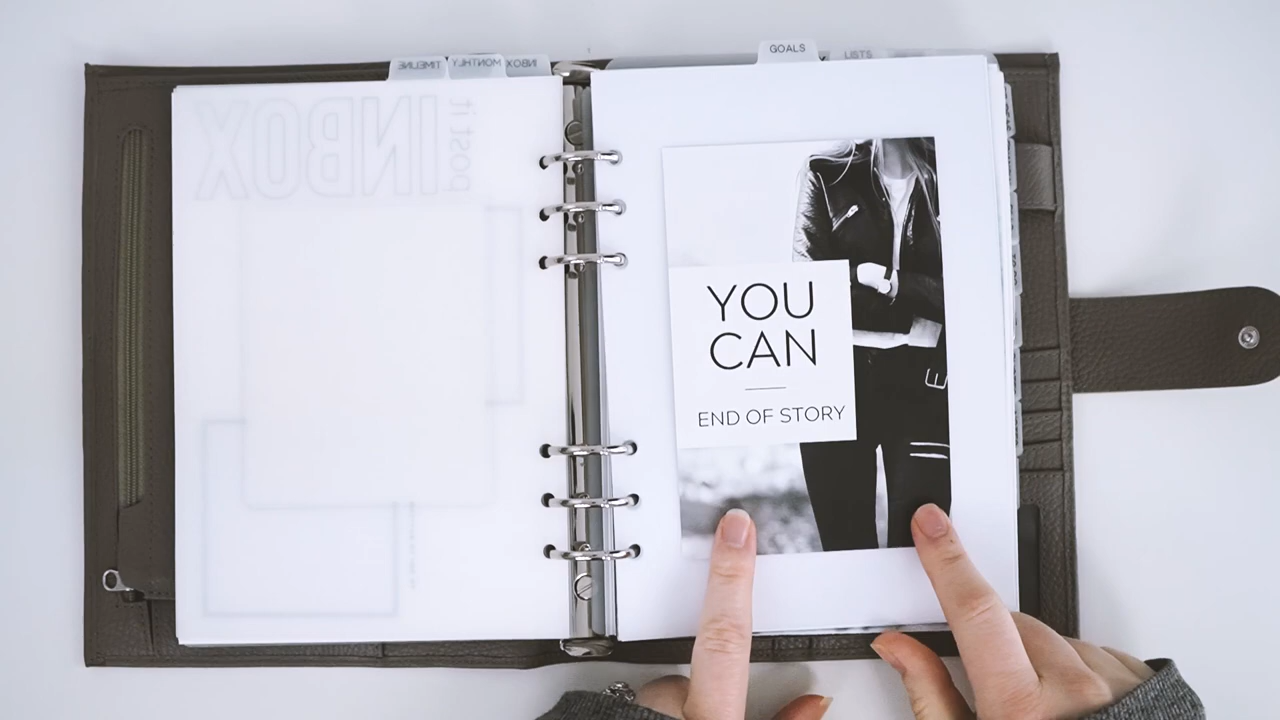 TIMELINE
MONTHLY
INBOX
GOALS
LISTS
INBOX
post it
YOU
CAN
END OF STORY